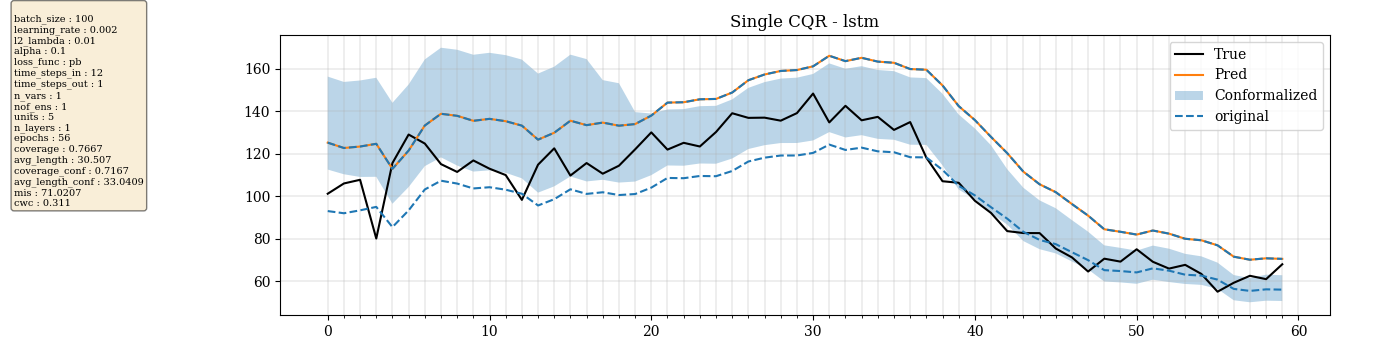 batch_size : 100
learning_rate : 0.002
l2_lambda : 0.01
alpha : 0.1
loss_func : pb
time_steps_in : 12
time_steps_out : 1
n_vars : 1
nof_ens : 1
units : 5
n_layers : 1
epochs : 56
coverage : 0.7667
avg_length : 30.507
coverage_conf : 0.7167
avg_length_conf : 33.0409
mis : 71.0207
cwc : 0.311
Single CQR - lstm
160
140
120
100
80
60
0 10 20 30 40 50 60
True
Pred
Conformalized
original